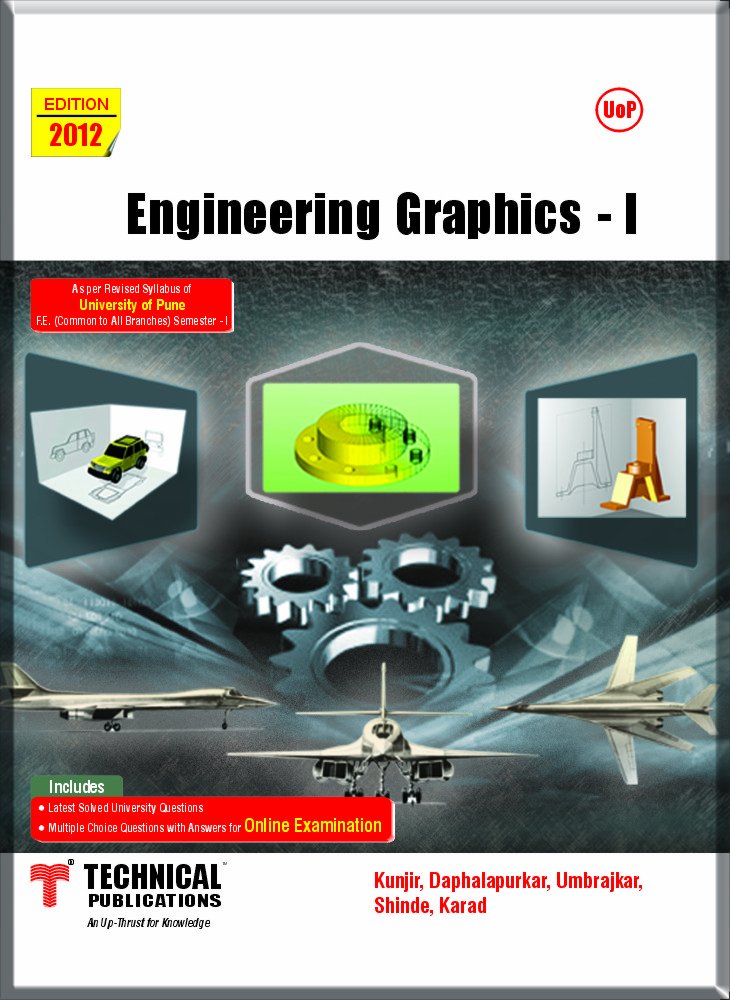 EDITION
2012
UoP
Engineering Graphics - I
As per Revised Syllabus of
University of Pune
F.E. (Common to All Branches) Semester - I
Includes
• Latest Solved University Questions
• Multiple Choice Questions with Answers for Online Examination
®
TECHNICAL™
PUBLICATIONS
An Up-Thrust for Knowledge
Kunjir, Daphalapurkar, Umbrajkar,
Shinde, Karad